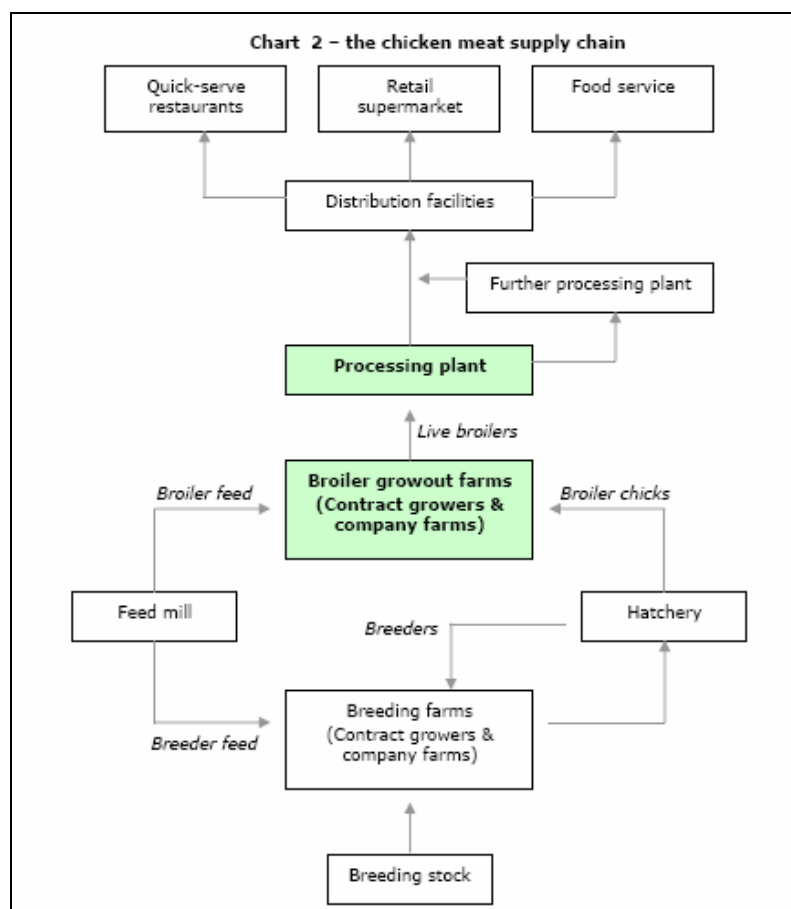 Chart 2 – the chicken meat supply chain
Quick-serve
restaurants
Retail
supermarket
Food service
Distribution facilities
Further processing plant
Processing plant
Live broilers
Broiler feed
Broiler growout farms
(Contract growers &
company farms)
Broiler chicks
Feed mill
Hatchery
Breeders
Breeding farms
(Contract growers &
company farms)
Breeder feed
Breeding stock